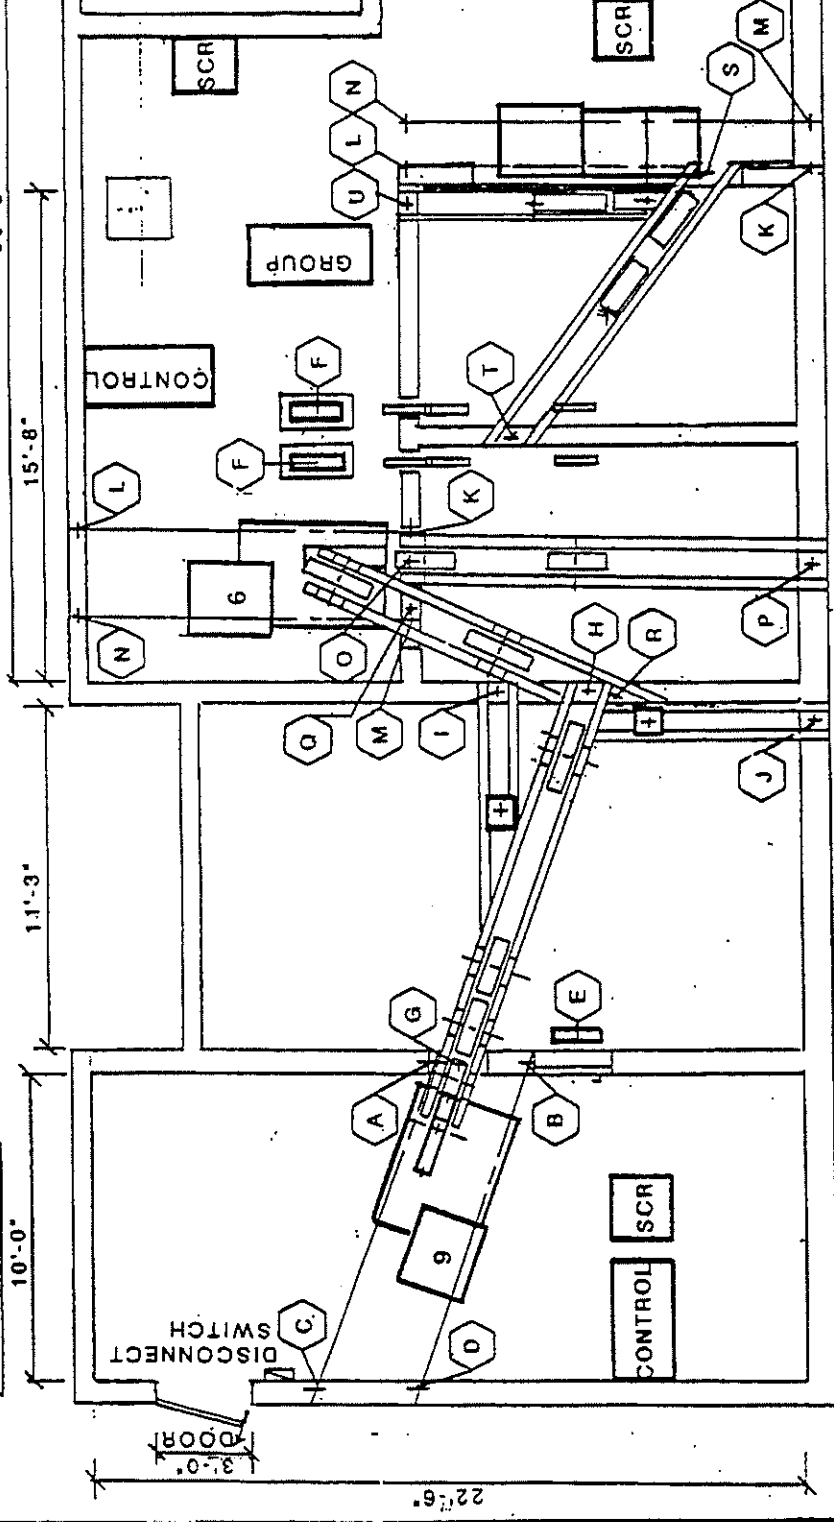 SCR
SCR
M
S
N
L
U
K
GROUP
CONTROL
F
F
T
15'-8"
L
K
6
N
O
H
R
P
Q
M
I
J
11'-3"
G
E
A
B
10'-0"
9
SCR
CONTROL
DISCONNECT
SWITCH
C
D
DOOR
3'-0"
22'-6"